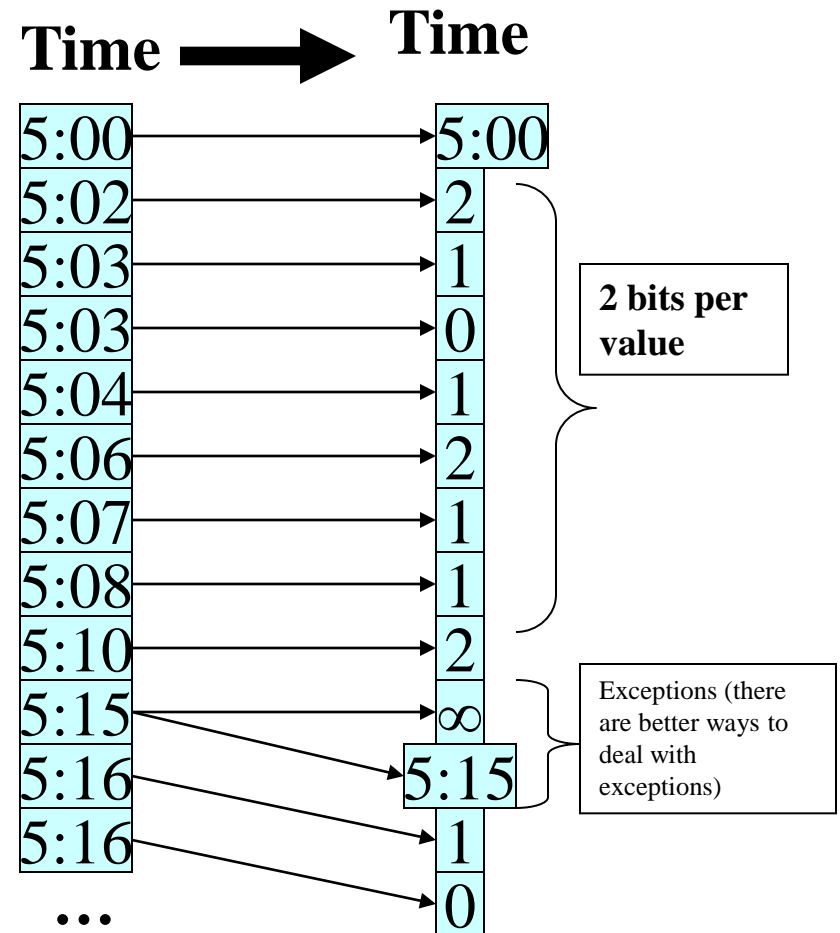 Time Time
5:00 5:00
5:02 2
5:03 1
5:03 0
5:04 1
5:06 2
5:07 1
5:08 1
5:10 2
5:15 ∞
5:15
5:16 1
5:16 0
...
2 bits per
value
Exceptions (there
are better ways to
deal with
exceptions)